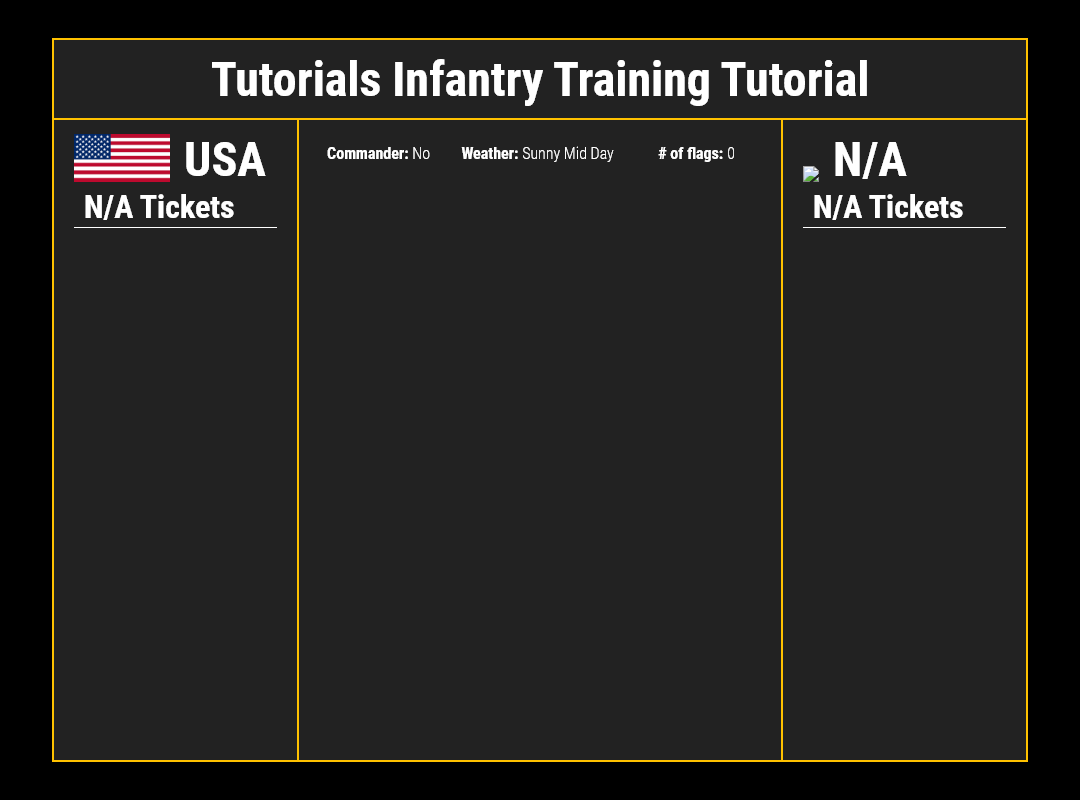 Tutorials Infantry Training Tutorial
USA
N/A Tickets
Commander: No Weather: Sunny Mid Day # of flags: 0
N/A
N/A Tickets